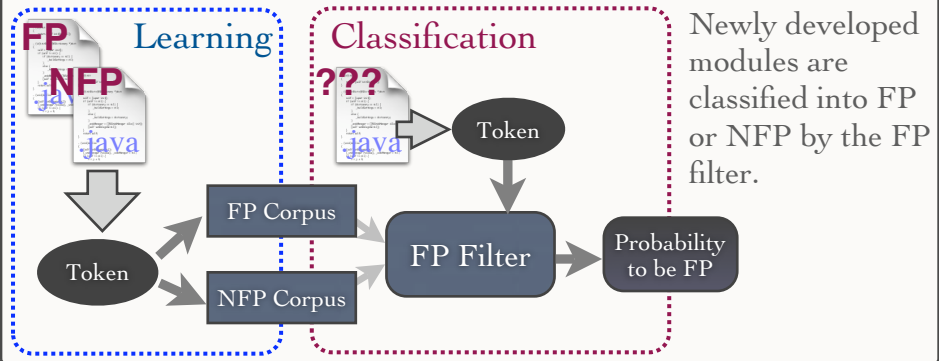 FP
NFP
.java
Learning
Token
FP Corpus
NFP Corpus
Classification
???
.java
Token
FP Filter
Probability
to be FP
Newly developed
modules are
classified into FP
or NFP by the FP
filter.